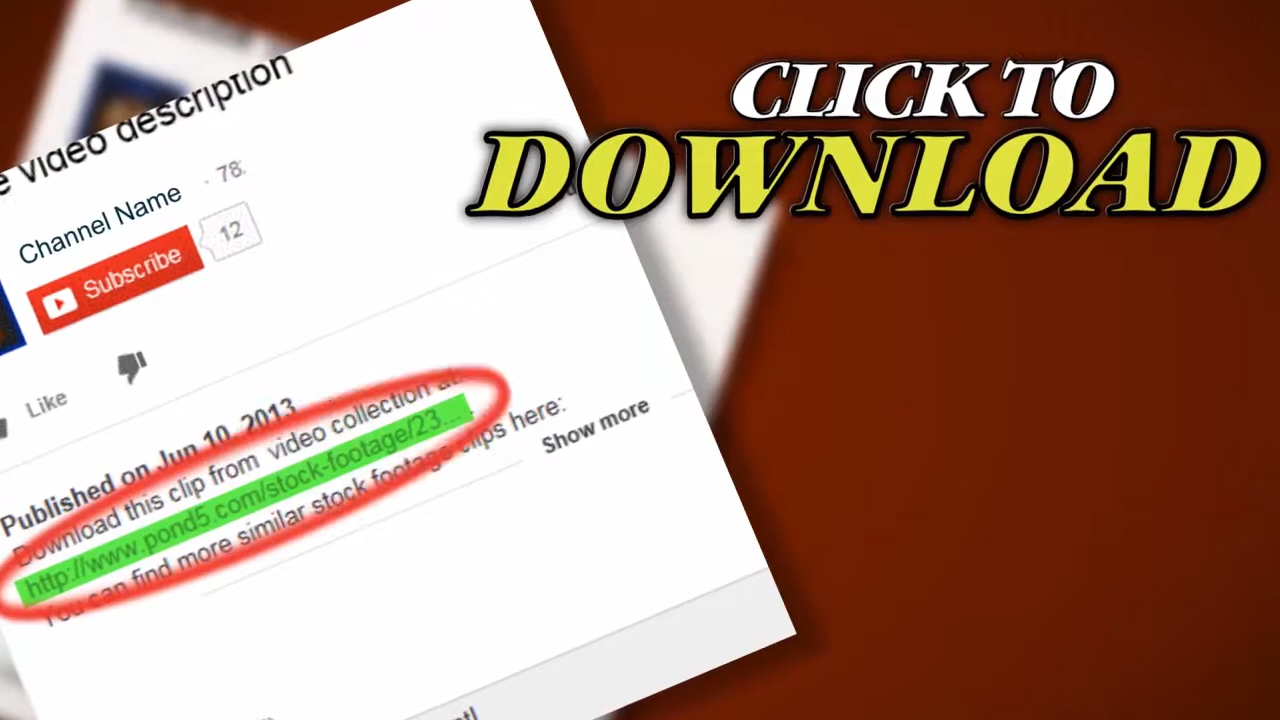 CLICK TO
DOWNLOAD
video description
Channel Name · 78
Subscribe 12
Like
Published on Jun 10, 2013
Download this clip from video collection at
http://www.pond5.com/stock-footage/23...
You can find more similar stock footage clips here:
Show more